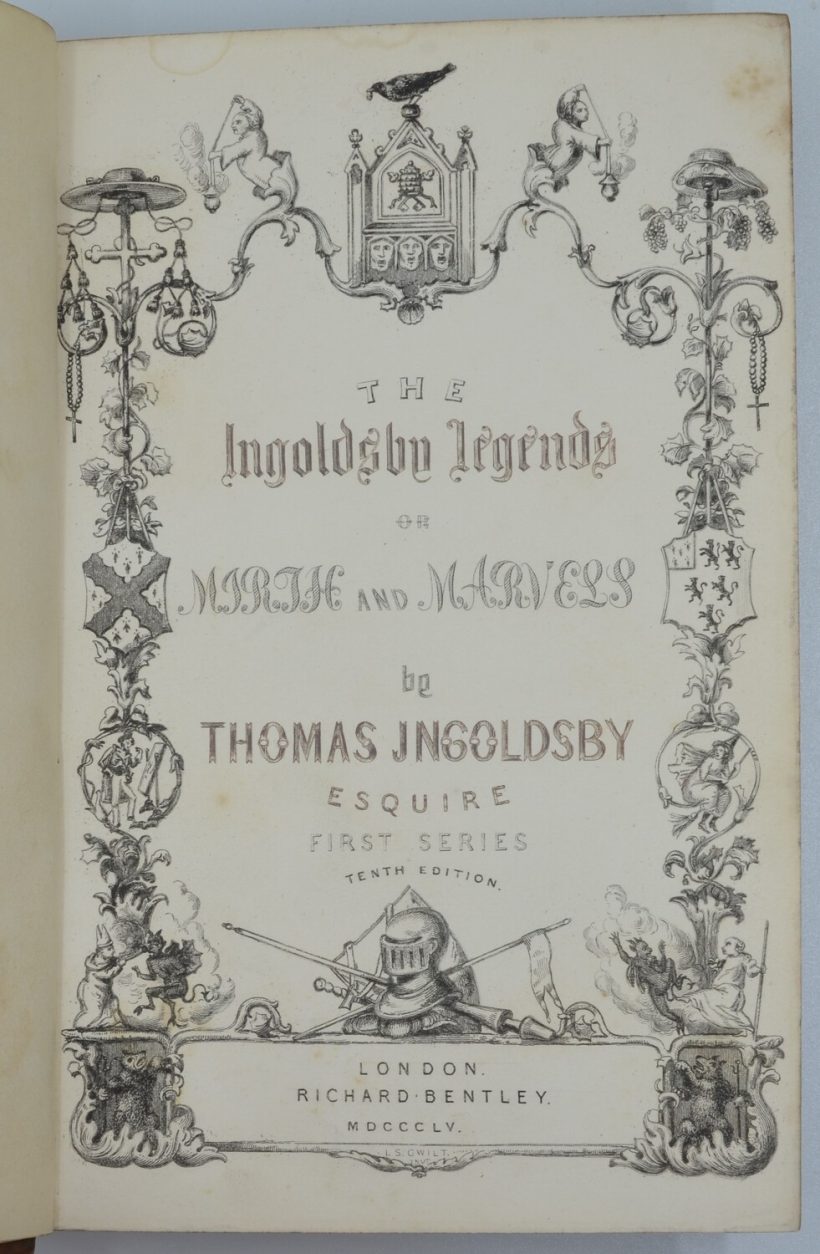 THE
Ingoldsby Legends
OR
MIRTH AND MARVELS
by
THOMAS INGOLDSBY
ESQUIRE
FIRST SERIES
TENTH EDITION.
LONDON.
RICHARD·BENTLEY.
MDCCCLV.
L.S. GWILT.